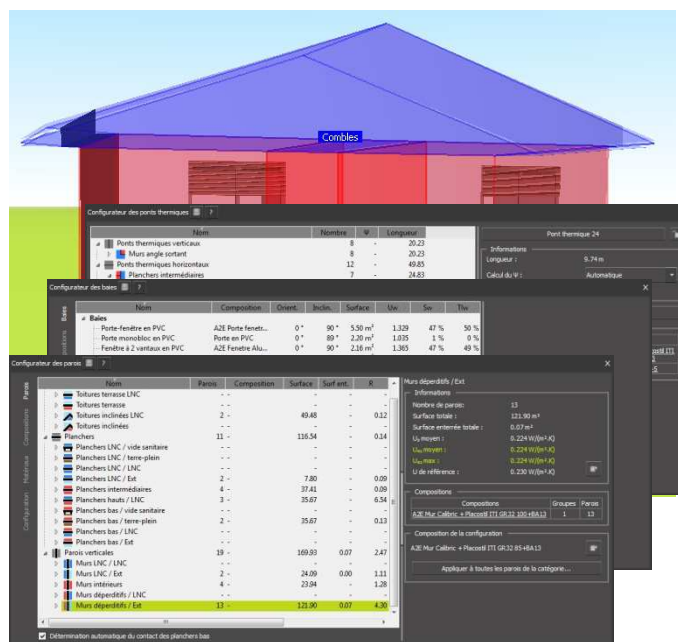 Combles
Configurateur des ponts thermiques ?
Nom Nombre Ψ Longueur
Ponts thermiques verticaux 8 - 20.23
Murs angle sortant 8 - 20.23
Ponts thermiques horizontaux 12 - 49.85
Planchers intermédiaires 7 - 24.83
Pont thermique 24
Informations
Longueur : 9.74 m
Calcul du Ψ : Automatique
Configurateur des baies ?
Baies
Nom Composition Orient. Inclin. Surface Uw Sw Tlw
Baies
Porte-fenêtre en PVC A2E Porte fenetr... 0 ° 90 ° 5.50 m² 1.329 47 % 50 %
Porte monobloc en PVC Porte en PVC 0 ° 89 ° 2.20 m² 1.035 1 % 0 %
Fenêtre à 2 vantaux en PVC A2E Fenetre Alu... 0 ° 90 ° 2.16 m² 1.365 47 % 49 %
Configurateur des parois ?
Parois
Compositions
Matériaux
Configuration
Nom Parois Composition Surface Surf ent. R
Toitures terrasse LNC - - - - -
Toitures terrasse - - - - -
Toitures inclinées LNC 2 - 49.48 - 0.12
Toitures inclinées - - - - -
Planchers 11 - 116.54 - 0.14
Planchers LNC / vide sanitaire - - - - -
Planchers LNC / terre-plein - - - - -
Planchers LNC / LNC - - - - -
Planchers LNC / Ext 2 - 7.80 - 0.09
Planchers intermédiaires 4 - 37.41 - 0.09
Planchers hauts / LNC 3 - 35.67 - 6.54
Planchers bas / vide sanitaire - - - - -
Planchers bas / terre-plein 2 - 35.67 - 0.13
Planchers bas / LNC - - - - -
Planchers bas / Ext - - - - -
Parois verticales 19 - 169.93 0.07 2.47
Murs LNC / LNC - - - - -
Murs LNC / Ext 2 - 24.09 0.00 1.11
Murs intérieurs 4 - 23.94 - 1.28
Murs déperditifs / LNC - - - - -
Murs déperditifs / Ext 13 - 121.90 0.07 4.30
Détermination automatique du contact des planchers bas
Murs déperditifs / Ext
Informations
Nombre de parois: 13
Surface totale : 121.90 m²
Surface enterrée totale : 0.07 m²
0.224 W/(m².K)
0.224 W/(m².K)
0.224 W/(m².K)
U de référence : 0.230 W/(m².K)
Compositions
Compositions Groupes Parois
A2E Mur Calibric + Placostil ITI GR32 100+BA13 1 13
Composition de la configuration
A2E Mur Calibric + Placostil ITI GR32 85+BA13
Appliquer à toutes les parois de la catégorie...